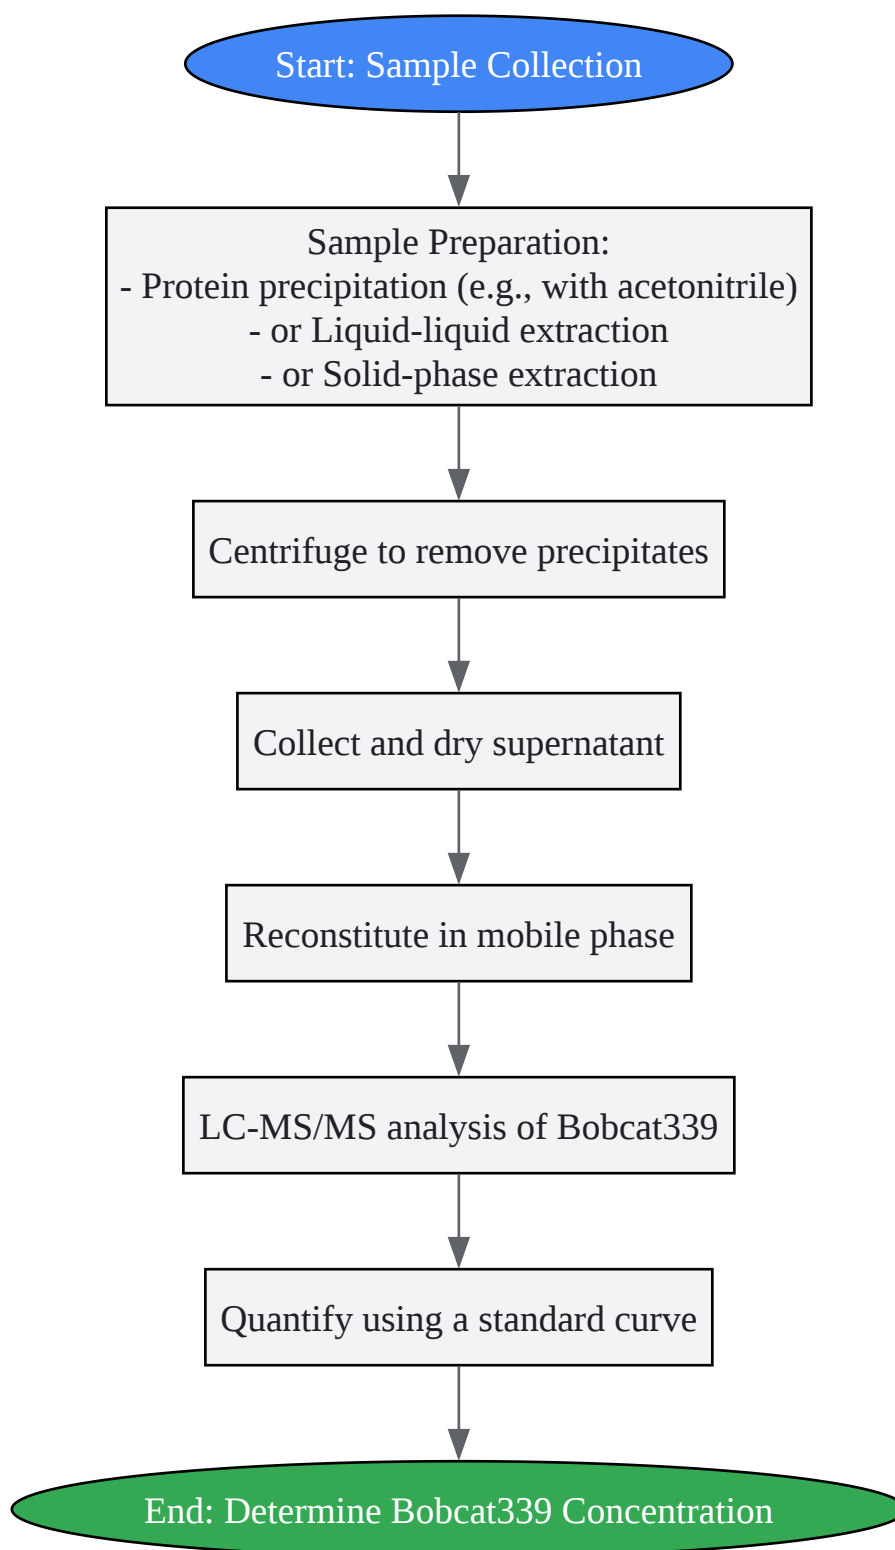 Start: Sample Collection
Sample Preparation:
- Protein precipitation (e.g., with acetonitrile)
- or Liquid-liquid extraction
- or Solid-phase extraction
Centrifuge to remove precipitates
Collect and dry supernatant
Reconstitute in mobile phase
LC-MS/MS analysis of Bobcat339
Quantify using a standard curve
End: Determine Bobcat339 Concentration